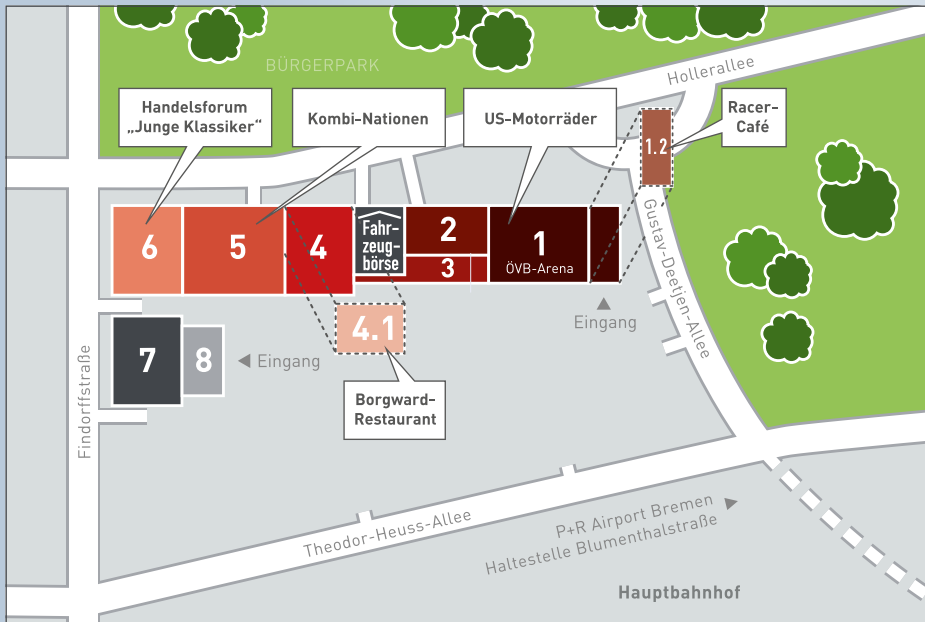 BÜRGERPARK
Hollerallee
Handelsforum
„Junge Klassiker“
Kombi-Nationen
US-Motorräder
Racer-
Café
1.2
6
5
4
Fahr-
zeug-
börse
2
3
1
ÖVB-Arena
Gustav-Deetjen-Allee
Eingang
4.1
7
8
Eingang
Borgward-
Restaurant
Findorffstraße
Theodor-Heuss-Allee
P+R Airport Bremen
Haltestelle Blumenthalstraße
Hauptbahnhof